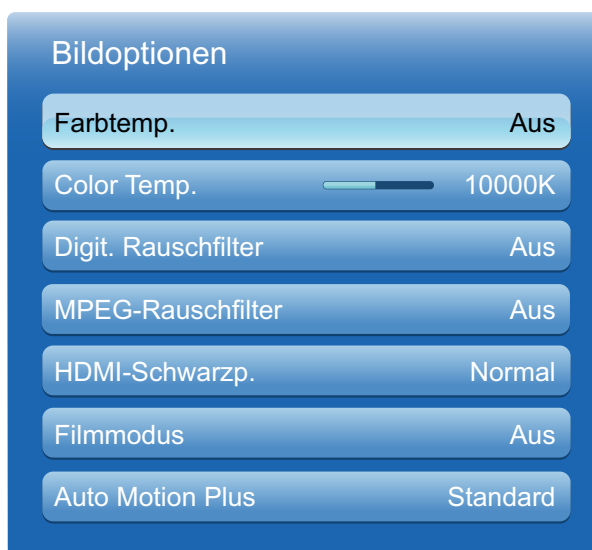 Bildoptionen
Farbtemp. Aus
Color Temp. 10000K
Digit. Rauschfilter Aus
MPEG-Rauschfilter Aus
HDMI-Schwarzp. Normal
Filmmodus Aus
Auto Motion Plus Standard